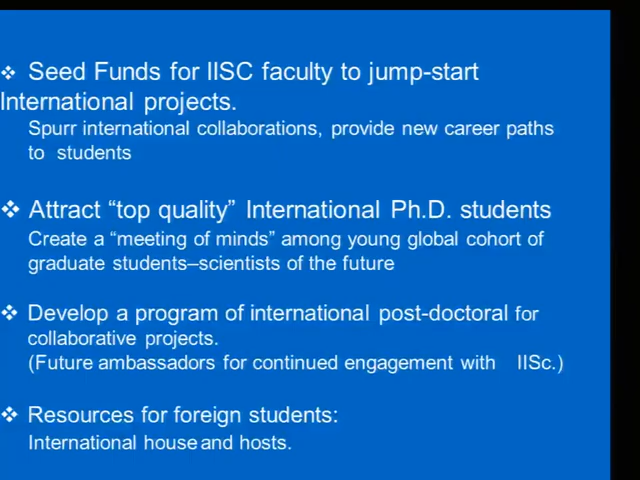 ❖ Seed Funds for IISC faculty to jump-start
International projects.
Spurr international collaborations, provide new career paths
to students
❖ Attract “top quality” International Ph.D. students
Create a “meeting of minds” among young global cohort of
graduate students–scientists of the future
❖ Develop a program of international post-doctoral for
collaborative projects.
(Future ambassadors for continued engagement with IISc.)
❖ Resources for foreign students:
International house and hosts.